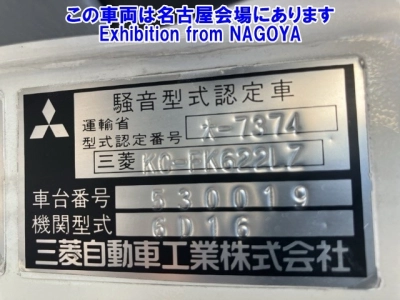 この車両は名古屋会場にあります
Exhibition from NAGOYA
騒音型式認定車
運輸省
型式認定番号 ス-7374
三菱 KC-FK622LZ
車台番号 530019
機関型式 6D16
三菱自動車工業株式会社